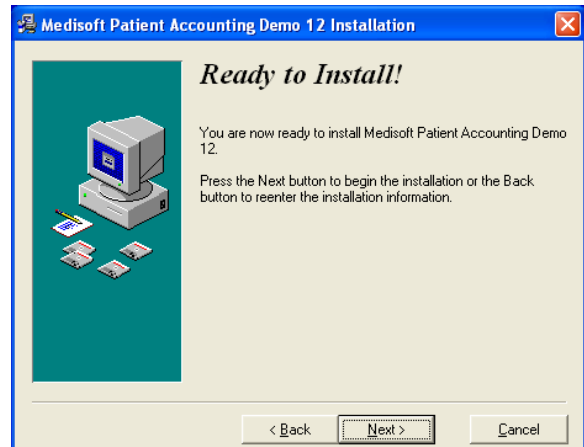 Medisoft Patient Accounting Demo 12 Installation
Ready to Install!
You are now ready to install Medisoft Patient Accounting Demo
12.
Press the Next button to begin the installation or the Back
button to reenter the installation information.
< Back Next > Cancel